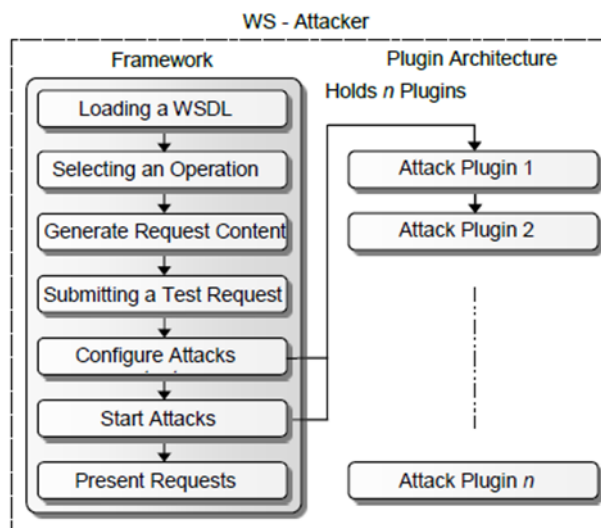 WS - Attacker
Framework
Plugin Architecture
Holds n Plugins
Loading a WSDL
Selecting an Operation
Generate Request Content
Submitting a Test Request
Configure Attacks
Start Attacks
Present Requests
Attack Plugin 1
Attack Plugin 2
Attack Plugin n